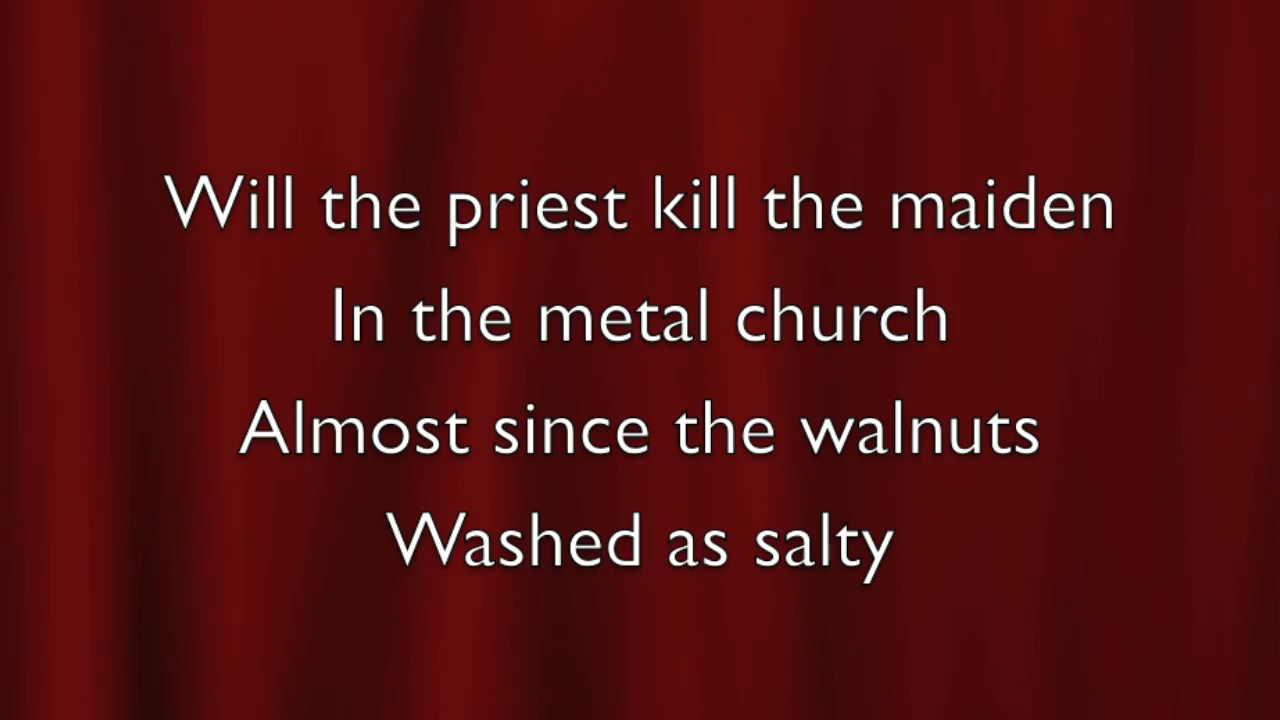 Will the priest kill the maiden
In the metal church
Almost since the walnuts
Washed as salty